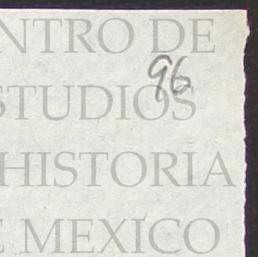 NTRO DE
96
STUDIOS
HISTORIA
E MEXICO